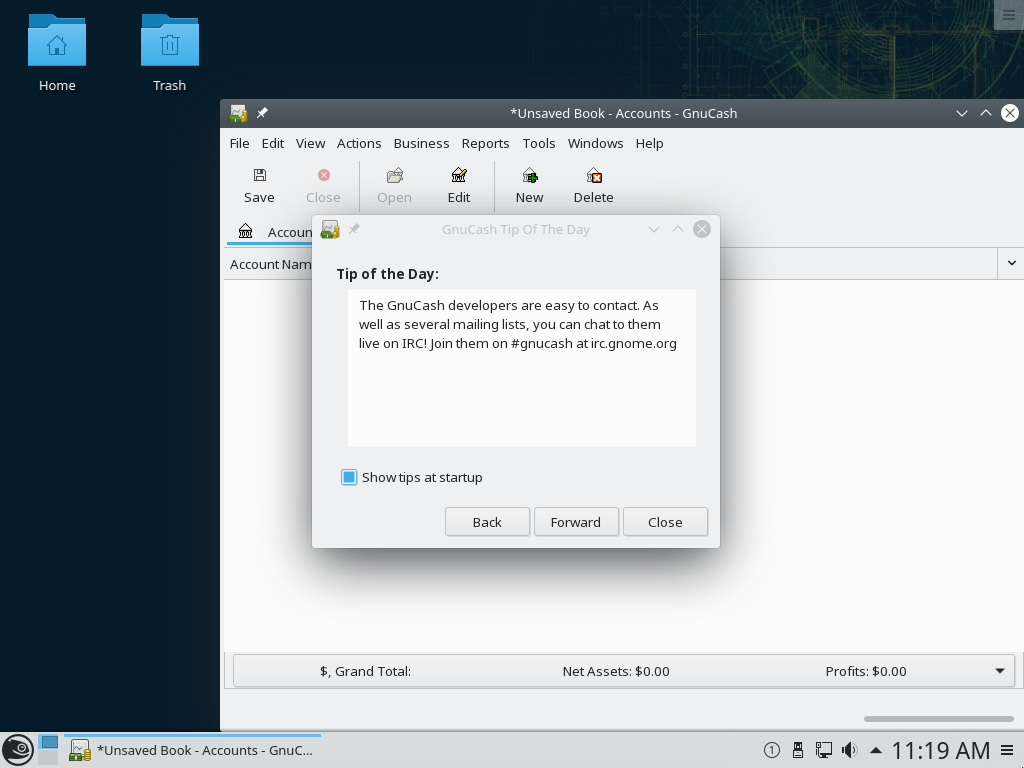 Home
Trash
*Unsaved Book - Accounts - GnuCash
File Edit View Actions Business Reports Tools Windows Help
Save Close Open Edit New Delete
Accoun
Account Nam
GnuCash Tip Of The Day
Tip of the Day:
The GnuCash developers are easy to contact. As
well as several mailing lists, you can chat to them
live on IRC! Join them on #gnucash at irc.gnome.org
Show tips at startup
Back Forward Close
$, Grand Total: Net Assets: $0.00 Profits: $0.00
*Unsaved Book - Accounts - GnuC...
1
11:19 AM